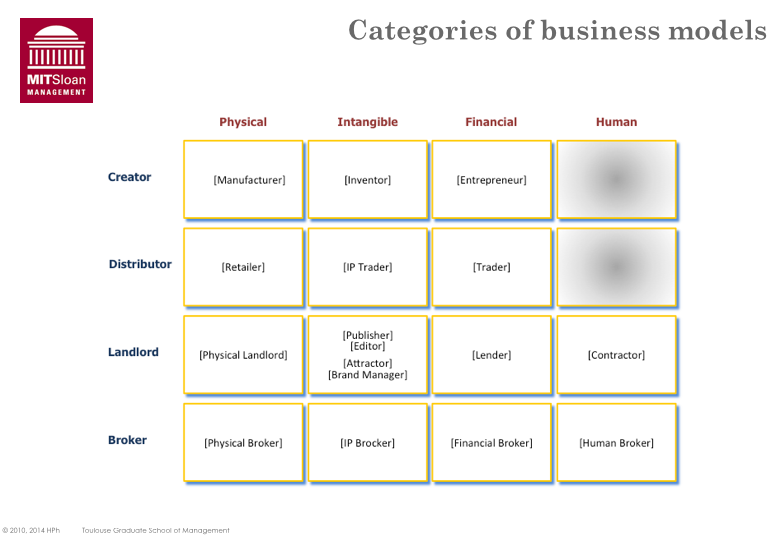 Categories of business models
MITSloan
MANAGEMENT
Physical Intangible Financial Human
Creator [Manufacturer] [Inventor] [Entrepreneur]
Distributor [Retailer] [IP Trader] [Trader]
Landlord [Physical Landlord] [Publisher]
[Editor]
[Attractor]
[Brand Manager] [Lender] [Contractor]
Broker [Physical Broker] [IP Brocker] [Financial Broker] [Human Broker]
© 2010, 2014 HPh Toulouse Graduate School of Management